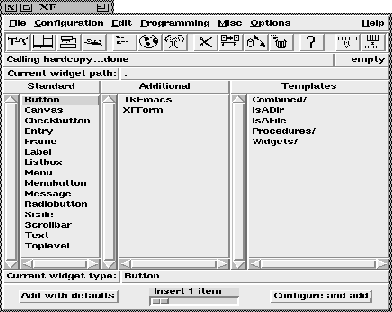 XF
File Configuration Edit Programming Misc Options Help
Calling hardcopy...done empty
Current widget path: .
Standard Additional Templates
Button TkEmacs Combined/
Canvas XFForm IsADir
Checkbutton IsAFile
Entry Procedures/
Frame Widgets/
Label
Listbox
Menu
Menubutton
Message
Radiobutton
Scale
Scrollbar
Text
Toplevel
Current widget type: Button
Add with defaults Insert 1 item Configure and add